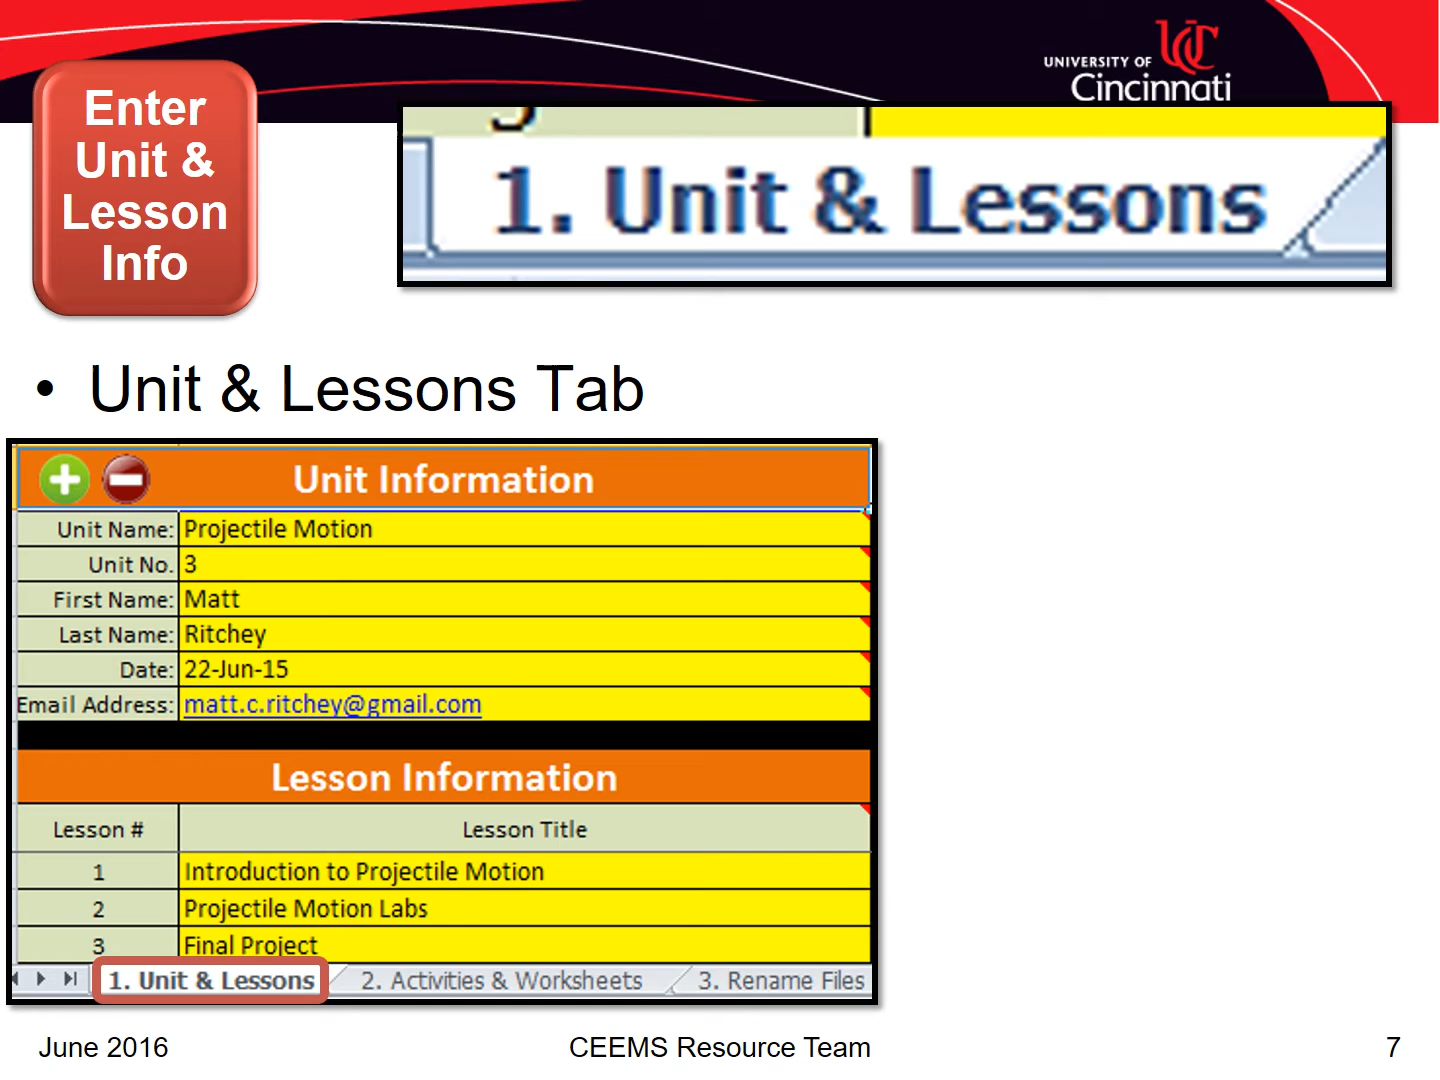 UNIVERSITY OF
Cincinnati
Enter
Unit &
Lesson
Info
1. Unit & Lessons
• Unit & Lessons Tab
Unit Information
Unit Name: Projectile Motion
Unit No. 3
First Name: Matt
Last Name: Ritchey
Date: 22-Jun-15
Email Address: matt.c.ritchey@gmail.com
Lesson Information
Lesson # Lesson Title
1 Introduction to Projectile Motion
2 Projectile Motion Labs
3 Final Project
1. Unit & Lessons 2. Activities & Worksheets 3. Rename Files
June 2016 CEEMS Resource Team 7